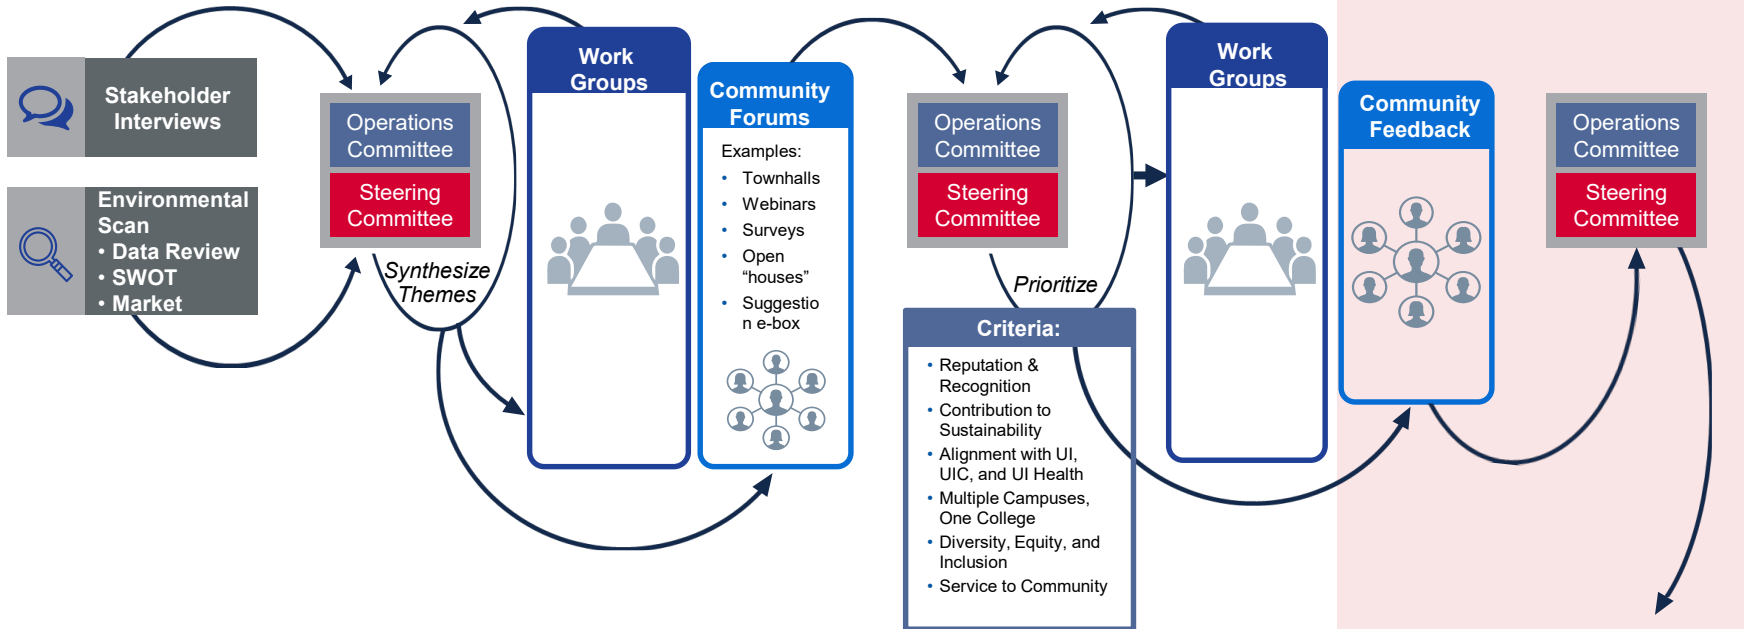 Stakeholder
Interviews
Environmental
Scan
• Data Review
• SWOT
• Market
Operations
Committee
Steering
Committee
Synthesize
Themes
Work
Groups
Community
Forums
Examples:
• Townhalls
• Webinars
• Surveys
• Open
“houses”
• Suggestio
n e-box
Operations
Committee
Steering
Committee
Prioritize
Criteria:
• Reputation &
Recognition
• Contribution to
Sustainability
• Alignment with UI,
UIC, and UI Health
• Multiple Campuses,
One College
• Diversity, Equity, and
Inclusion
• Service to Community
Work
Groups
Community
Feedback
Operations
Committee
Steering
Committee